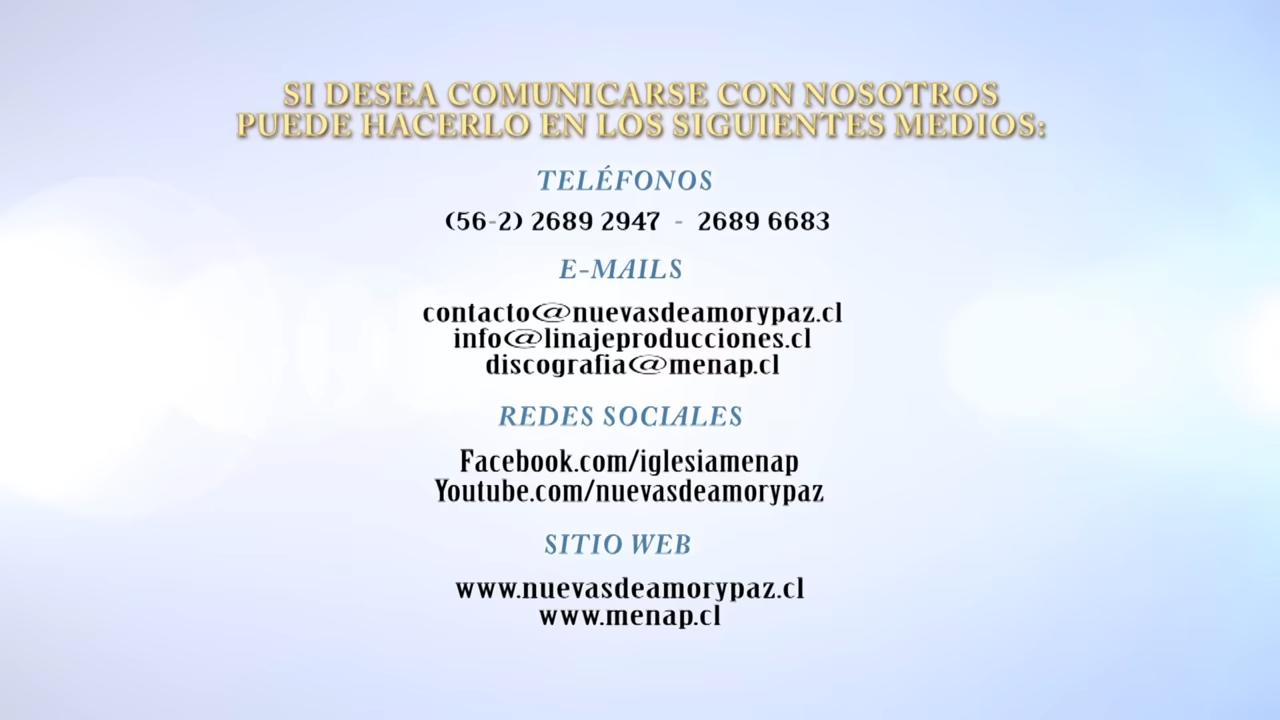 SI DESEA COMUNICARSE CON NOSOTROS
PUEDE HACERLO EN LOS SIGUIENTES MEDIOS:
TELÉFONOS
(56-2) 2689 2947 - 2689 6683
E-MAILS
contacto@nuevasdeamorypaz.cl
info@linajeproducciones.cl
discografia@menap.cl
REDES SOCIALES
Facebook.com/iglesiamenap
Youtube.com/nuevasdeamorypaz
SITIO WEB
www.nuevasdeamorypaz.cl
www.menap.cl